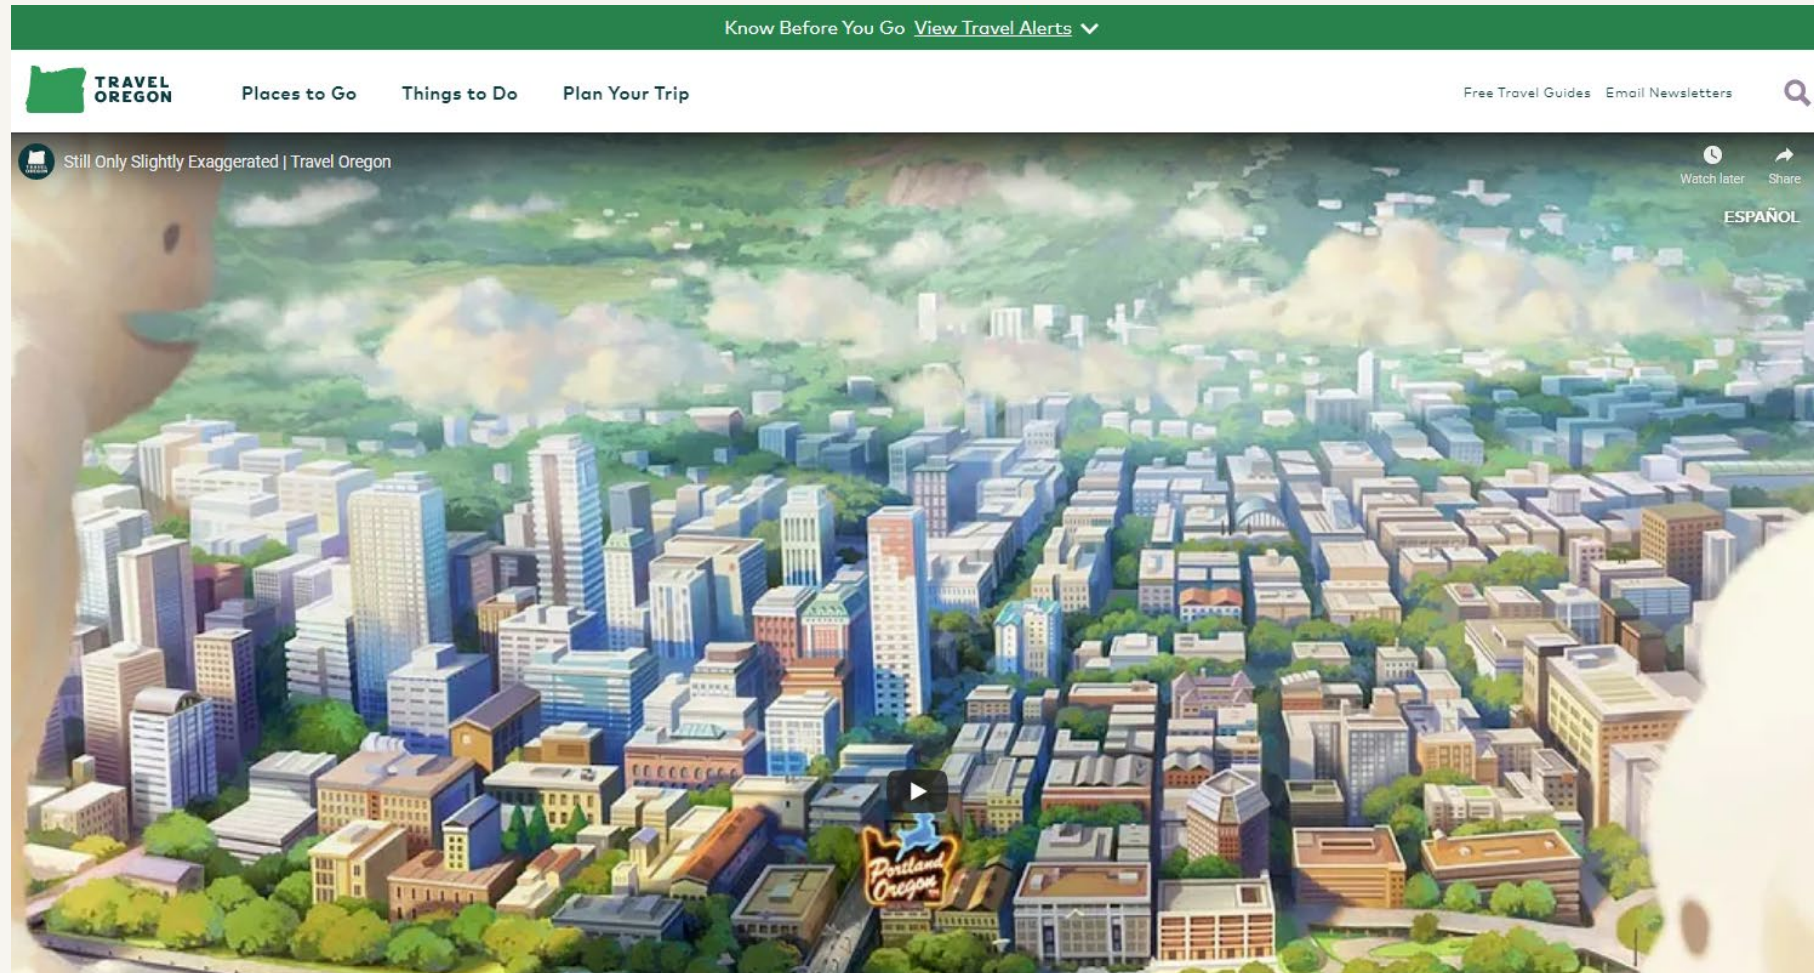 Know Before You Go View Travel Alerts
TRAVEL
OREGON
Places to Go Things to Do Plan Your Trip
Free Travel Guides Email Newsletters
Still Only Slightly Exaggerated | Travel Oregon
Watch later Share
ESPAÑOL
Portland
Oregon